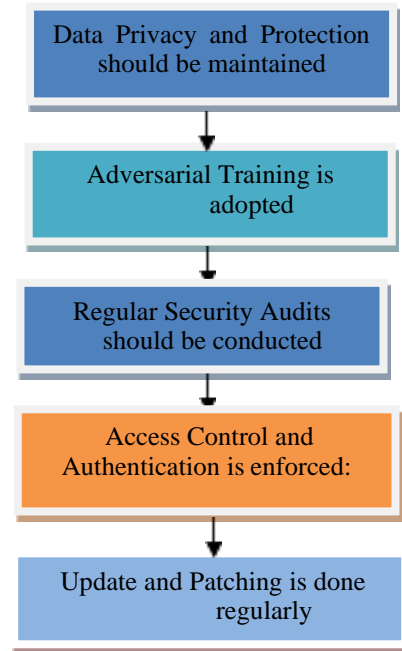 Data Privacy and Protection
should be maintained
Adversarial Training is
adopted
Regular Security Audits
should be conducted
Access Control and
Authentication is enforced:
Update and Patching is done
regularly